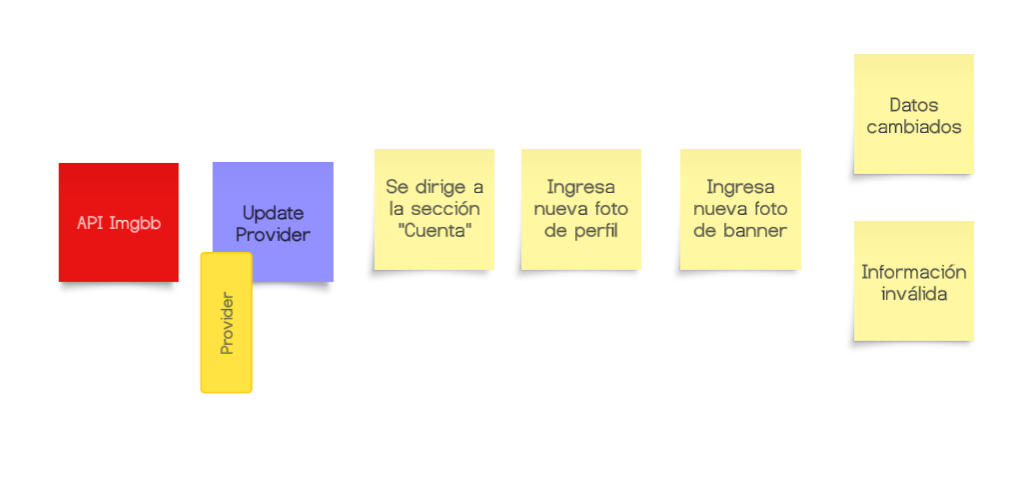 API Imgbb
Update
Provider
Provider
Se dirige a
la sección
"Cuenta"
Ingresa
nueva foto
de perfil
Ingresa
nueva foto
de banner
Datos
cambiados
Información
inválida